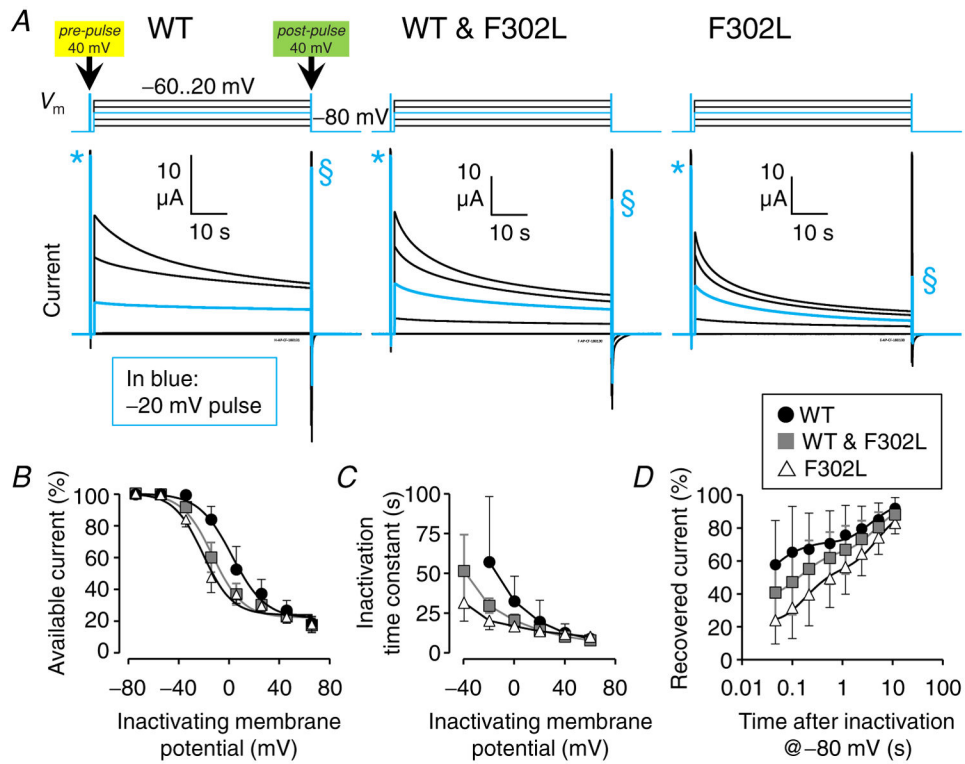 A
pre-pulse
40 mV
WT
post-pulse
40 mV
WT & F302L
F302L
Vm
−60..20 mV
−80 mV
*
§
10
µA
10 s
*
§
10
µA
10 s
*
§
10
µA
10 s
Current
In blue:
−20 mV pulse
WT
WT & F302L
F302L
B
Available current (%)
100
80
60
40
20
0
−80
−40
0
40
80
Inactivating membrane
potential (mV)
C
Inactivation
time constant (s)
100
75
50
25
0
−40
0
40
80
Inactivating membrane
potential (mV)
D
Recovered current (%)
100
80
60
40
20
0
0.01
0.1
1
10
100
Time after inactivation
@−80 mV (s)